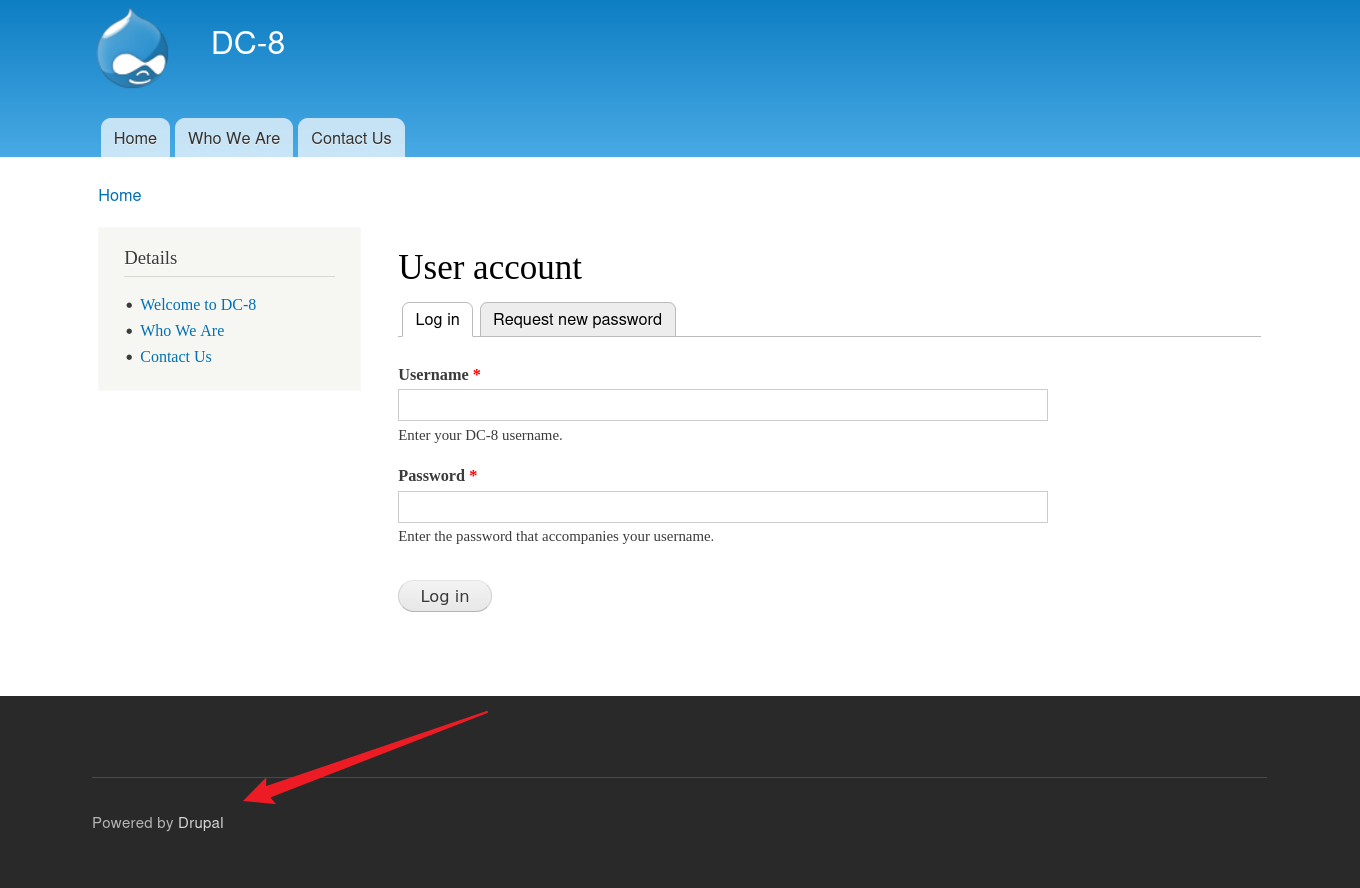 DC-8
Home Who We Are Contact Us
Home
Details
Welcome to DC-8
Who We Are
Contact Us
User account
Log in Request new password
Username *
Enter your DC-8 username.
Password *
Enter the password that accompanies your username.
Log in
Powered by Drupal